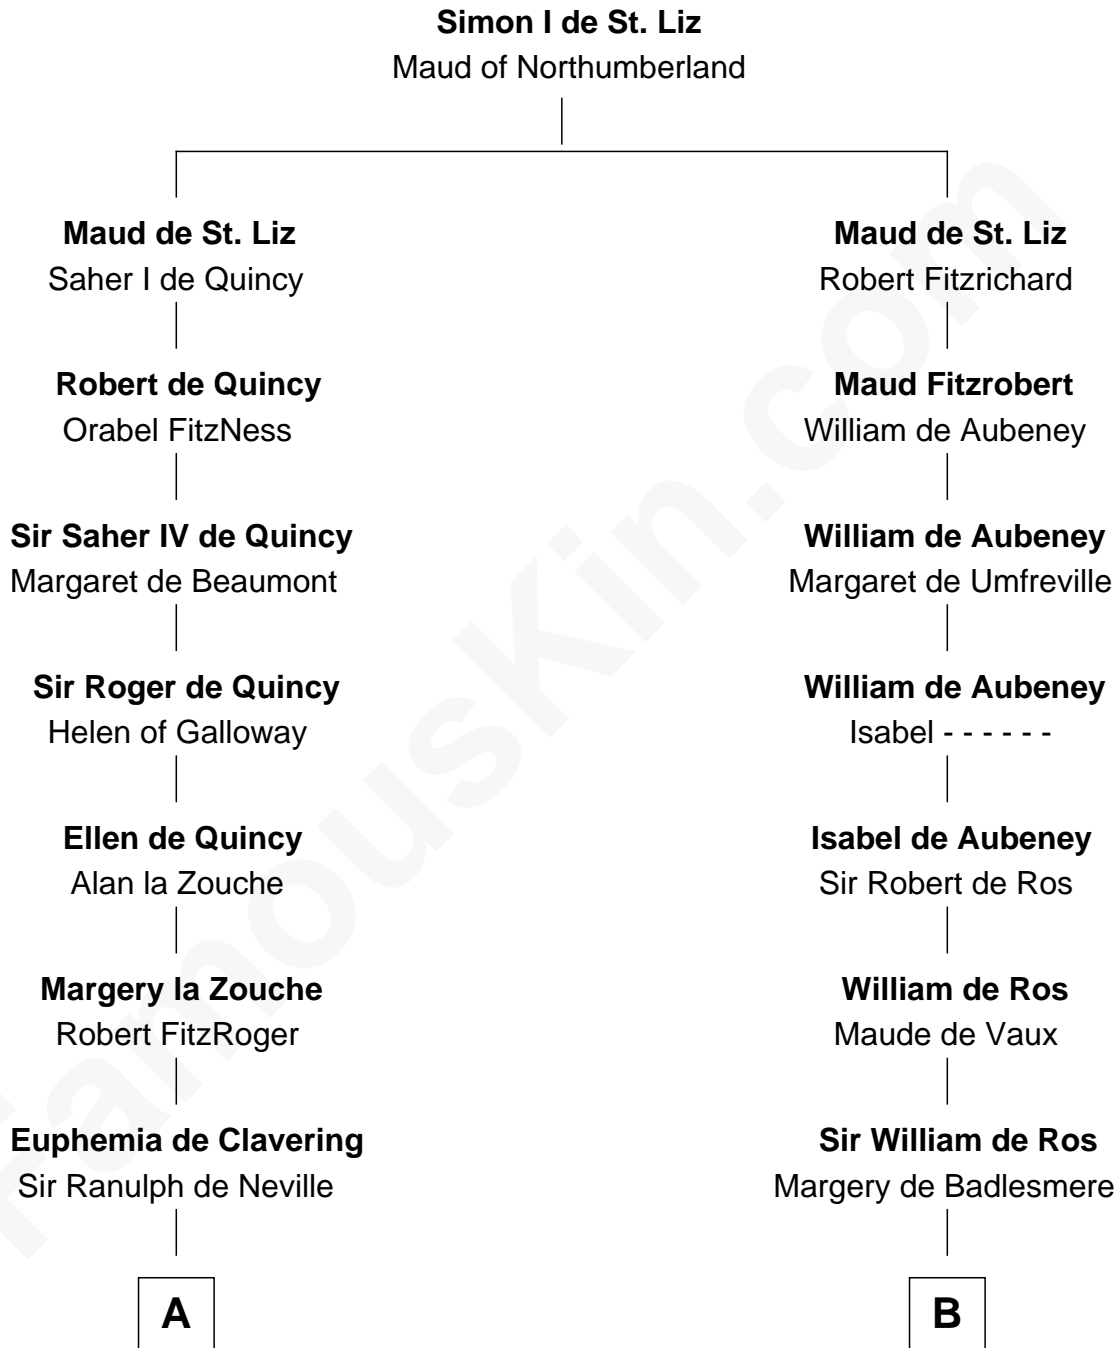 Simon I de St. Liz
Maud of Northumberland
Maud de St. Liz
Saher I de Quincy
Robert de Quincy
Orabel FitzNess
Sir Saher IV de Quincy
Margaret de Beaumont
Sir Roger de Quincy
Helen of Galloway
Ellen de Quincy
Alan la Zouche
Margery la Zouche
Robert FitzRoger
Euphemia de Clavering
Sir Ranulph de Neville
A
Maud de St. Liz
Robert Fitzrichard
Maud Fitzrobert
William de Aubeney
William de Aubeney
Margaret de Umfreville
William de Aubeney
Isabel - - - - - -
Isabel de Aubeney
Sir Robert de Ros
William de Ros
Maude de Vaux
Sir William de Ros
Margery de Badlesmere
B
FamousKin.com